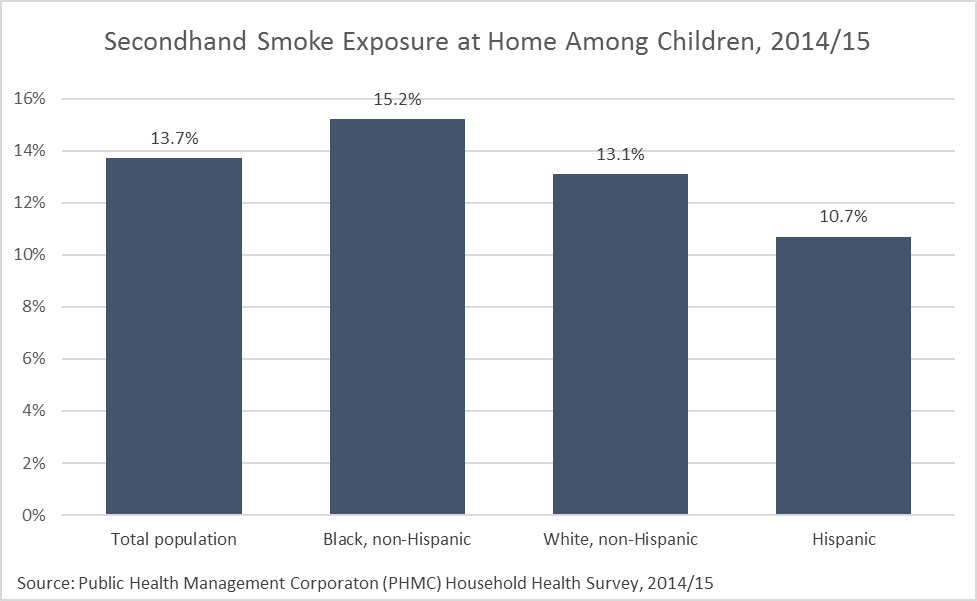 Secondhand Smoke Exposure at Home Among Children, 2014/15
16%
14%
12%
10%
8%
6%
4%
2%
0%
13.7%
15.2%
13.1%
10.7%
Total population
Black, non-Hispanic
White, non-Hispanic
Hispanic
Source: Public Health Management Corporaton (PHMC) Household Health Survey, 2014/15